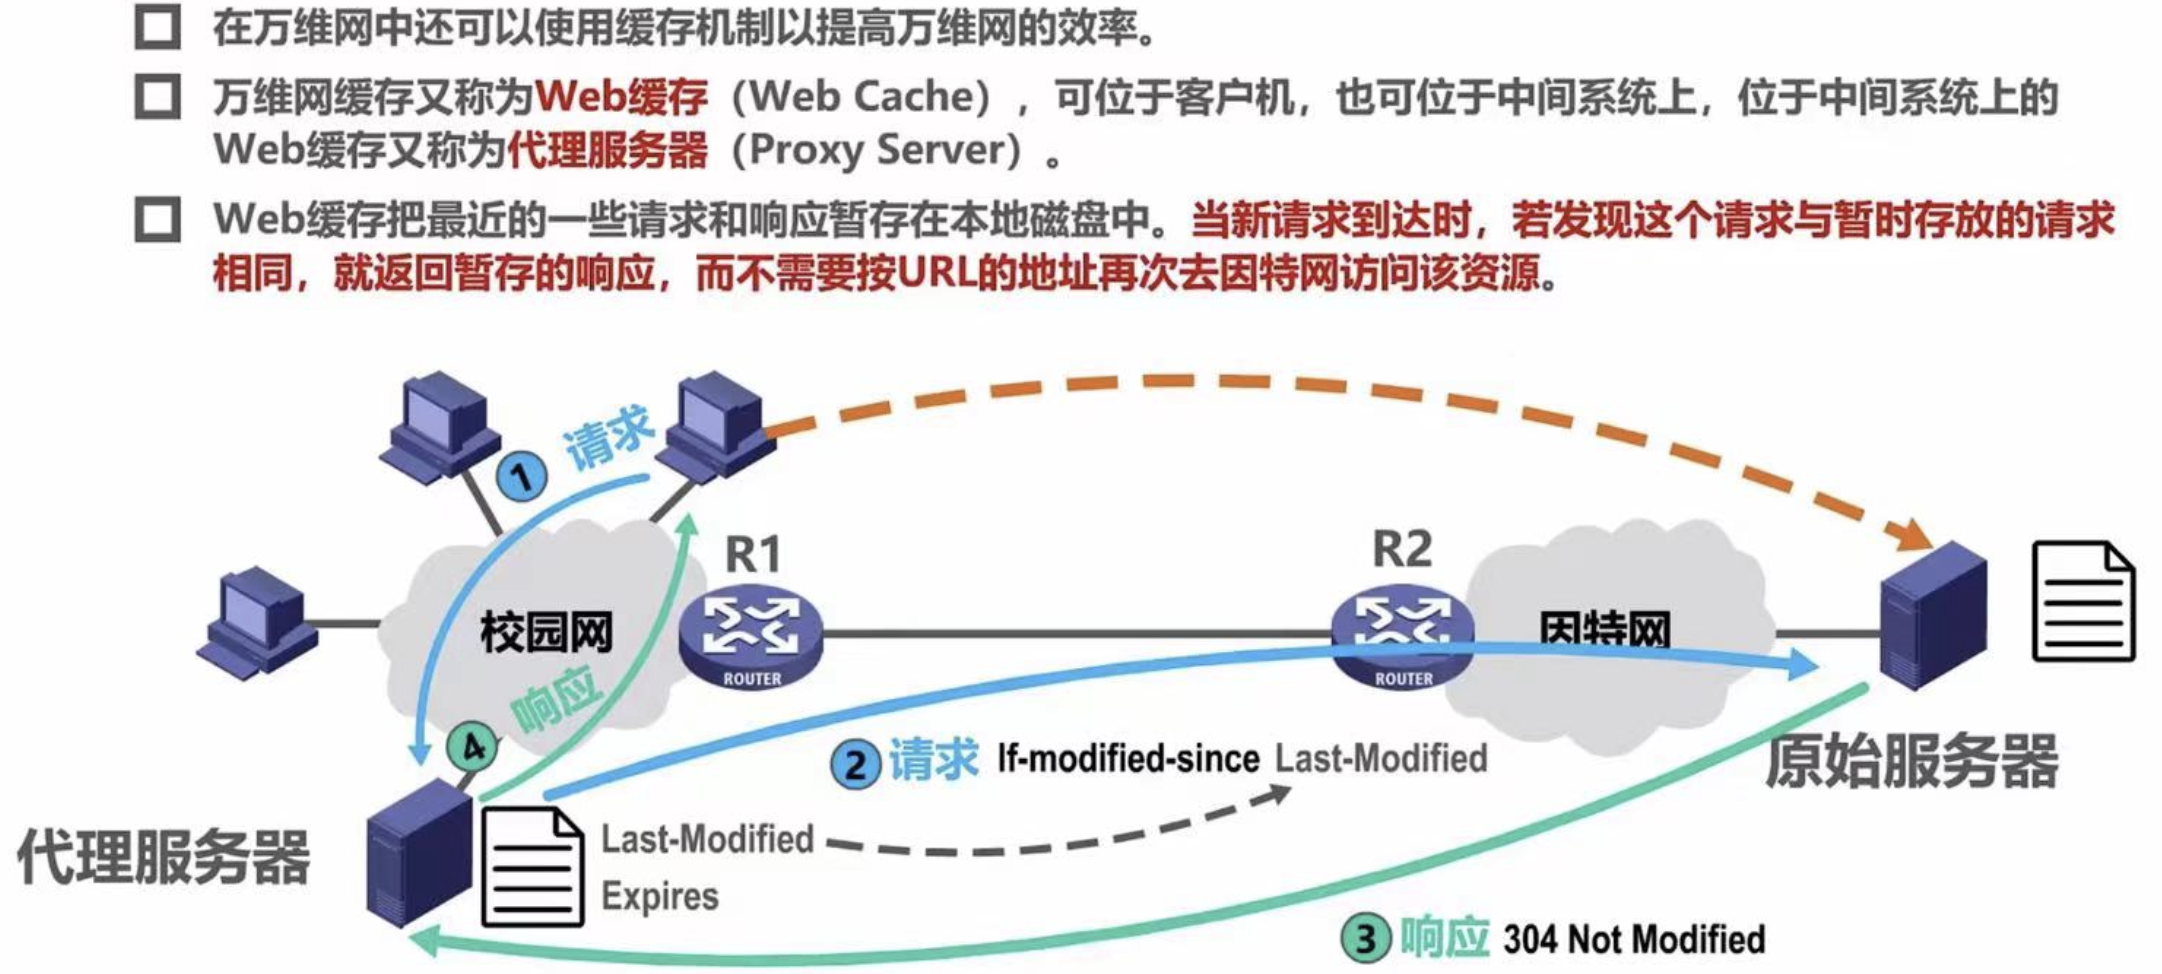 在万维网中还可以使用缓存机制以提高万维网的效率。
万维网缓存又称为Web缓存（Web Cache），可位于客户机，也可位于中间系统上，位于中间系统上的
Web缓存又称为代理服务器（Proxy Server）。
Web缓存把最近的一些请求和响应暂存在本地磁盘中。当新请求到达时，若发现这个请求与暂时存放的请求
相同，就返回暂存的响应，而不需要按URL的地址再次去因特网访问该资源。
1 请求
R1
R2
校园网
因特网
ROUTER
ROUTER
4 响应
2 请求 If-modified-since Last-Modified
原始服务器
代理服务器
Last-Modified
Expires
3 响应 304 Not Modified